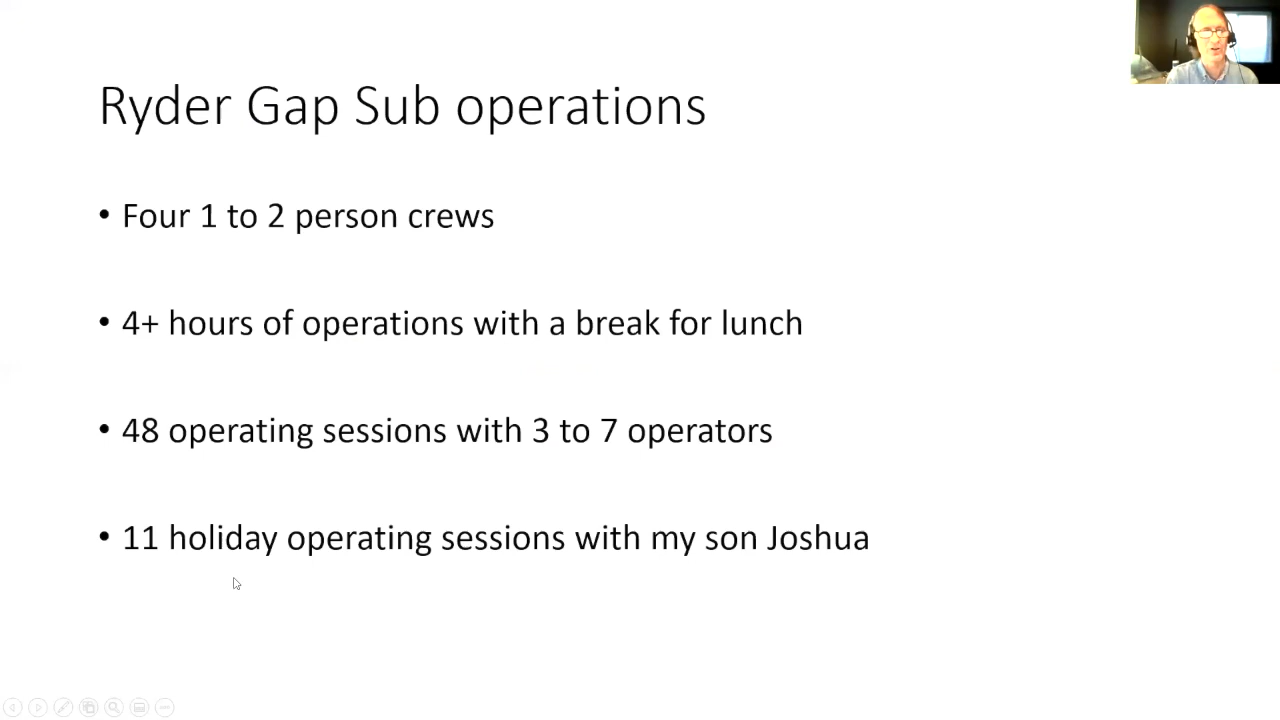 Ryder Gap Sub operations
• Four 1 to 2 person crews
• 4+ hours of operations with a break for lunch
• 48 operating sessions with 3 to 7 operators
• 11 holiday operating sessions with my son Joshua